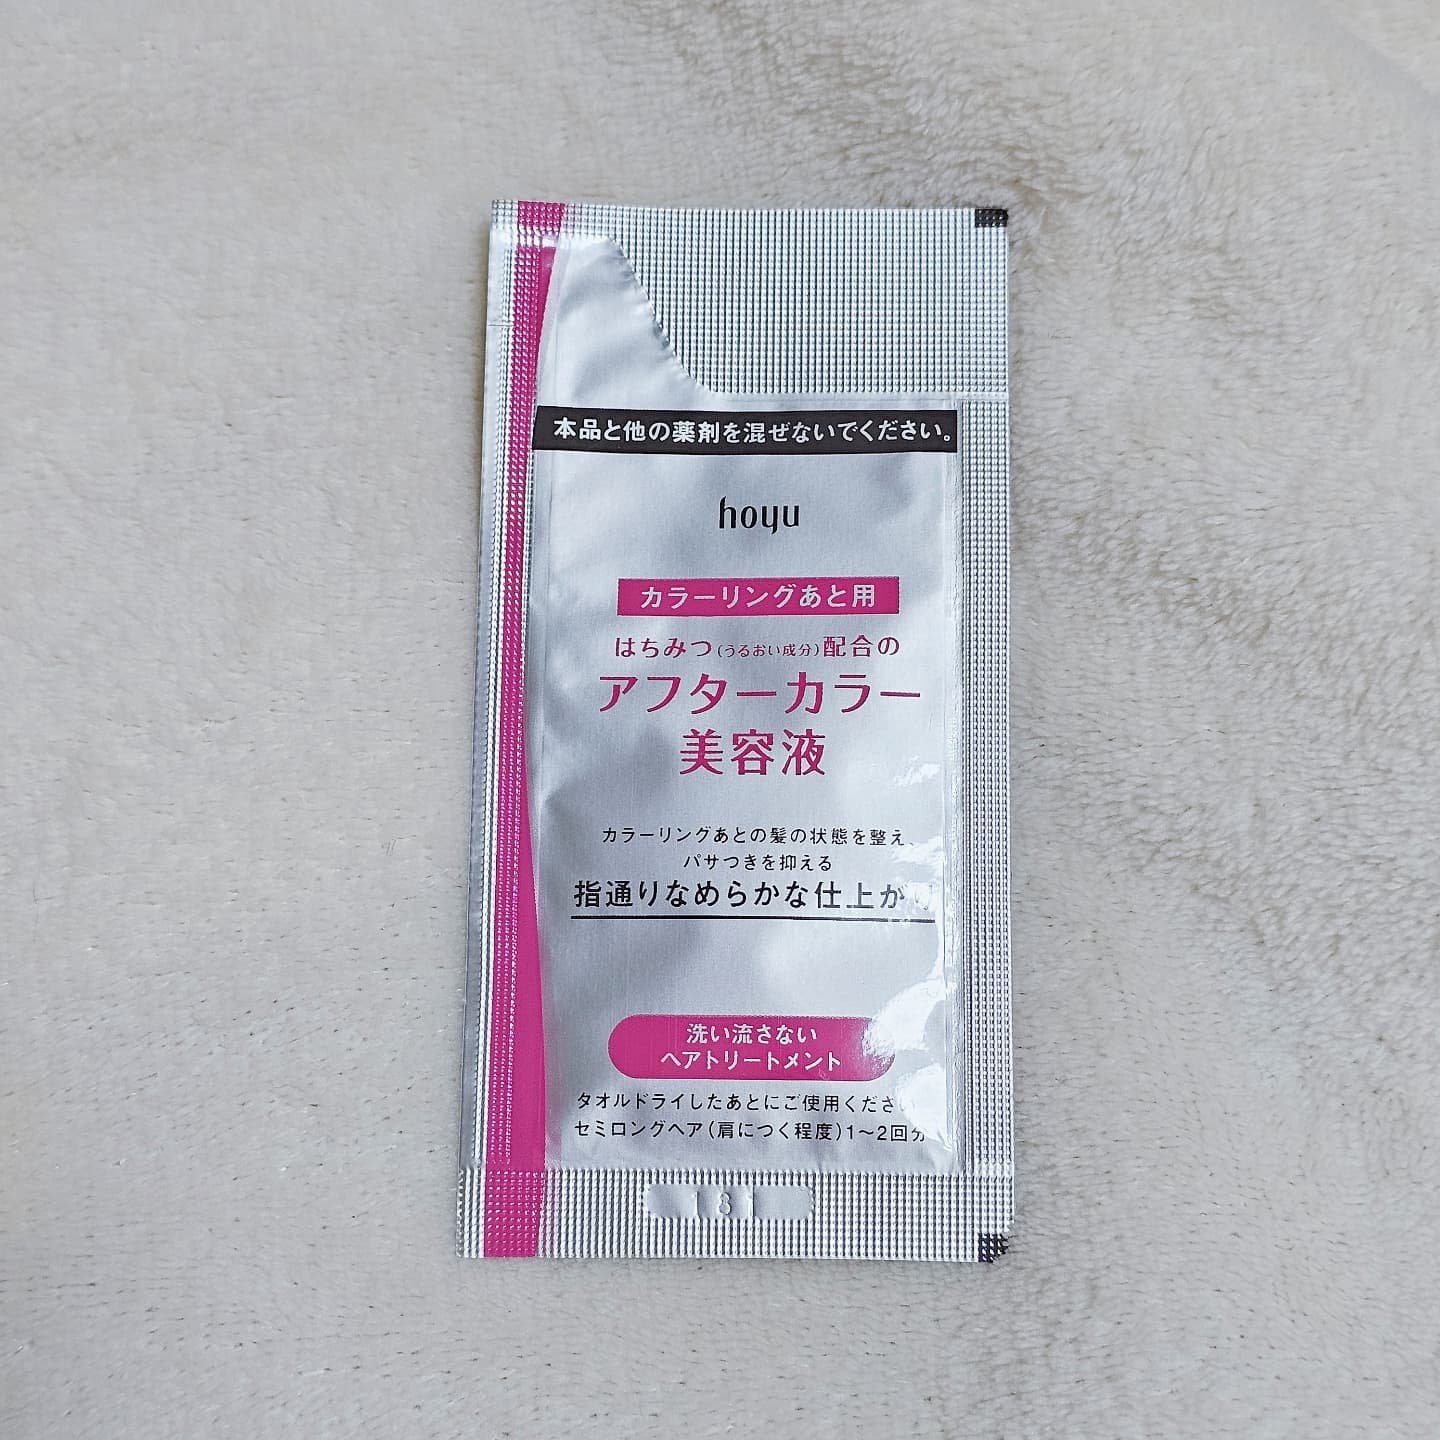 本品と他の薬剤を混ぜないでください。
hoyu
カラーリングあと用
はちみつ(うるおい成分)配合の
アフターカラー
美容液
カラーリングあとの髪の状態を整え、
パサつきを抑える
指通りなめらかな仕上がり
洗い流さない
ヘアトリートメント
タオルドライしたあとにご使用ください
セミロングヘア(肩につく程度)1〜2回分
181